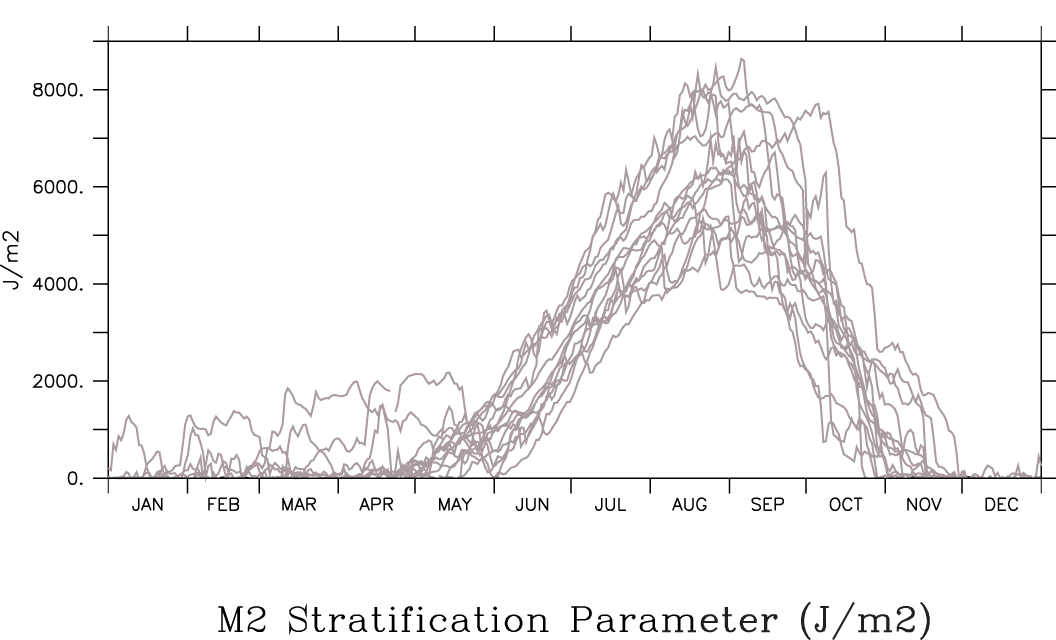 8000.
6000.
4000.
2000.
0.
J/m2
JAN FEB MAR APR MAY JUN JUL AUG SEP OCT NOV DEC
M2 Stratification Parameter (J/m2)